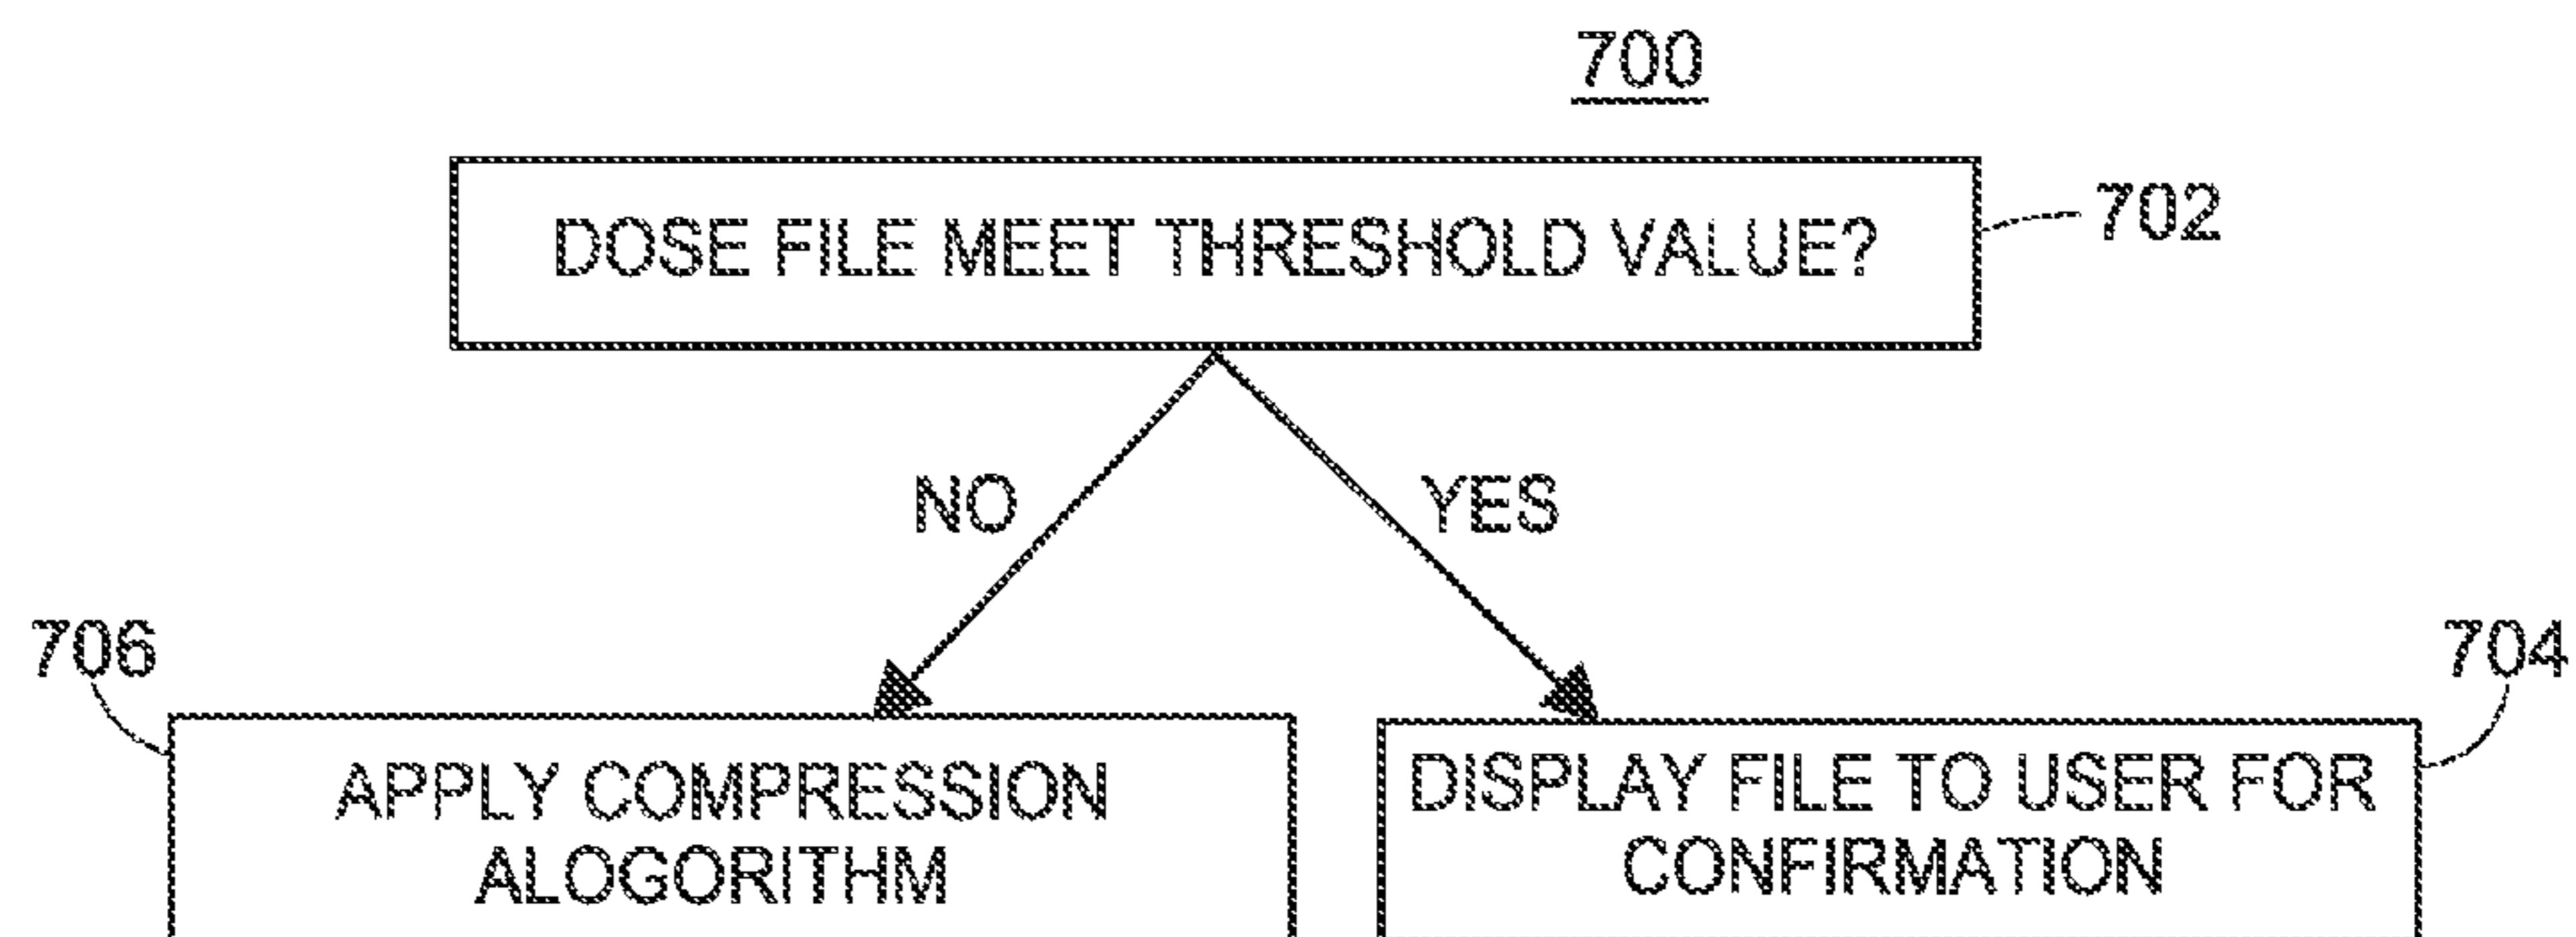 700
DOSE FILE MEET THRESHOLD VALUE?
702
NO
YES
706
704
APPLY COMPRESSION
ALOGORITHM
DISPLAY FILE TO USER FOR
CONFIRMATION